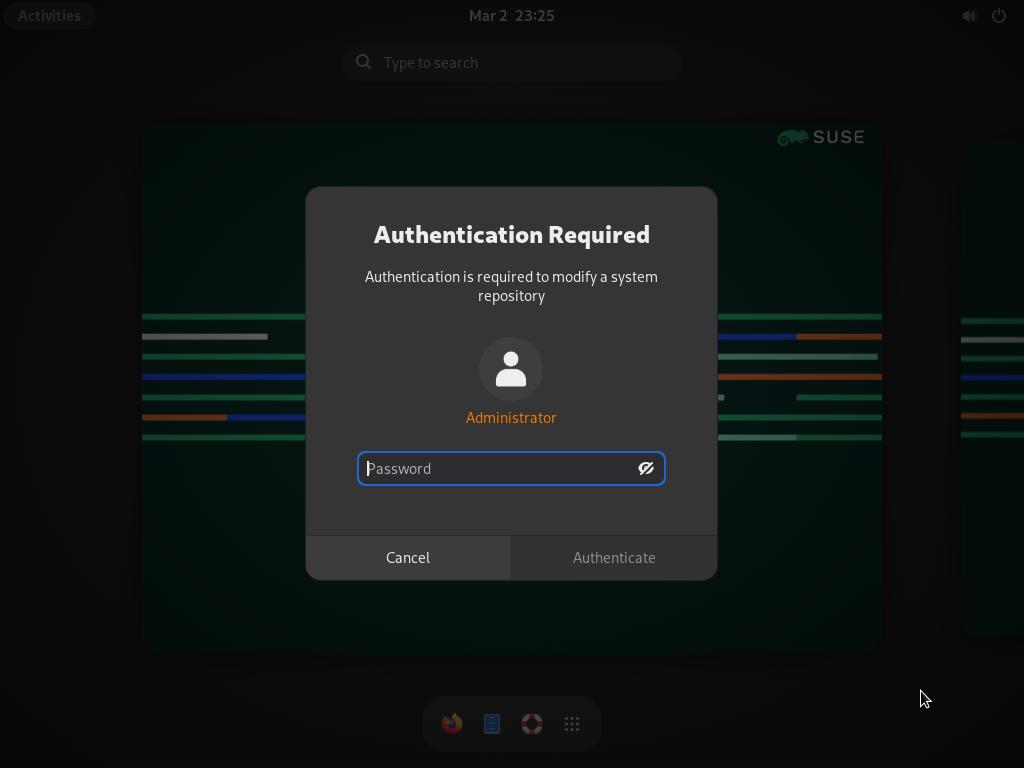 Activities
Mar 2 23:25
Type to search
SUSE
Authentication Required
Authentication is required to modify a system
repository
Administrator
Password
Cancel
Authenticate